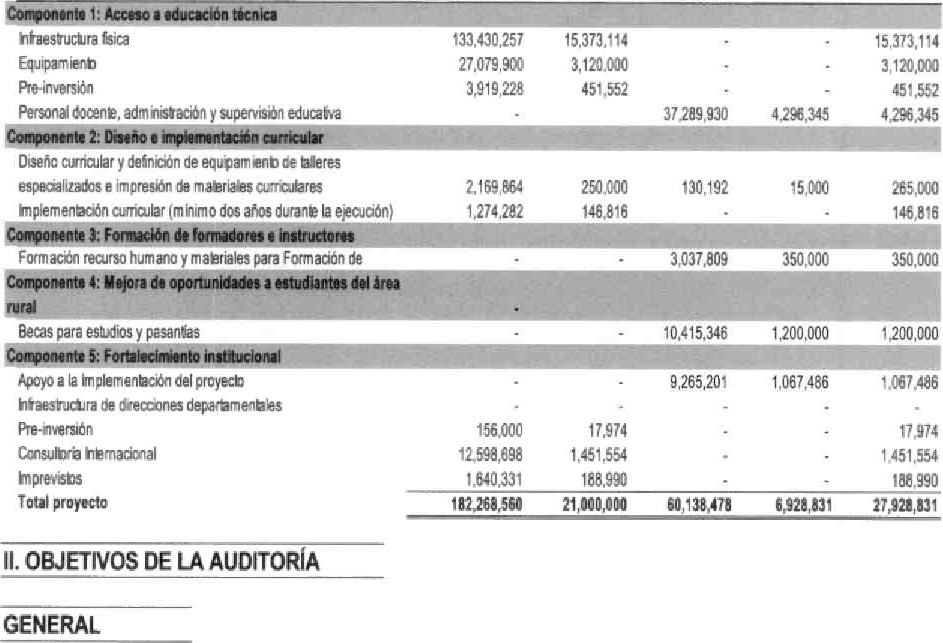 Componente 1: Acceso a educación técnica
Infraestructura física 133,430,257 15,373,114 - - 15,373,114
Equipamiento 27,079,900 3,120,000 - - 3,120,000
Pre-inversión 3,919,228 451,552 - - 451,552
Personal docente, administración y supervisión educativa - 37,289,930 4,296,345 4,296,345
Componente 2: Diseño e implementación curricular
Diseño curricular y definición de equipamiento de talleres
especializados e impresión de materiales curriculares 2,169,864 250,000 130,192 15,000 265,000
Implementación curricular (mínimo dos años durante la ejecución) 1,274,282 146,816 - - 146,816
Componente 3: Formación de formadores e instructores
Formación recurso humano y materiales para Formación de - - 3,037,809 350,000 350,000
Componente 4: Mejora de oportunidades a estudiantes del área
rural -
Becas para estudios y pasantías - - 10,415,346 1,200,000 1,200,000
Componente 5: Fortalecimiento institucional
Apoyo a la implementación del proyecto - - 9,265,201 1,067,486 1,067,486
Infraestructura de direcciones departamentales - - - - -
Pre-inversión 156,000 17,974 - - 17,974
Consultoría Internacional 12,598,698 1,451,554 - - 1,451,554
Imprevistos 1,640,331 188,990 - - 188,990
Total proyecto 182,268,560 21,000,000 60,138,478 6,928,831 27,928,831
II. OBJETIVOS DE LA AUDITORÍA
GENERAL